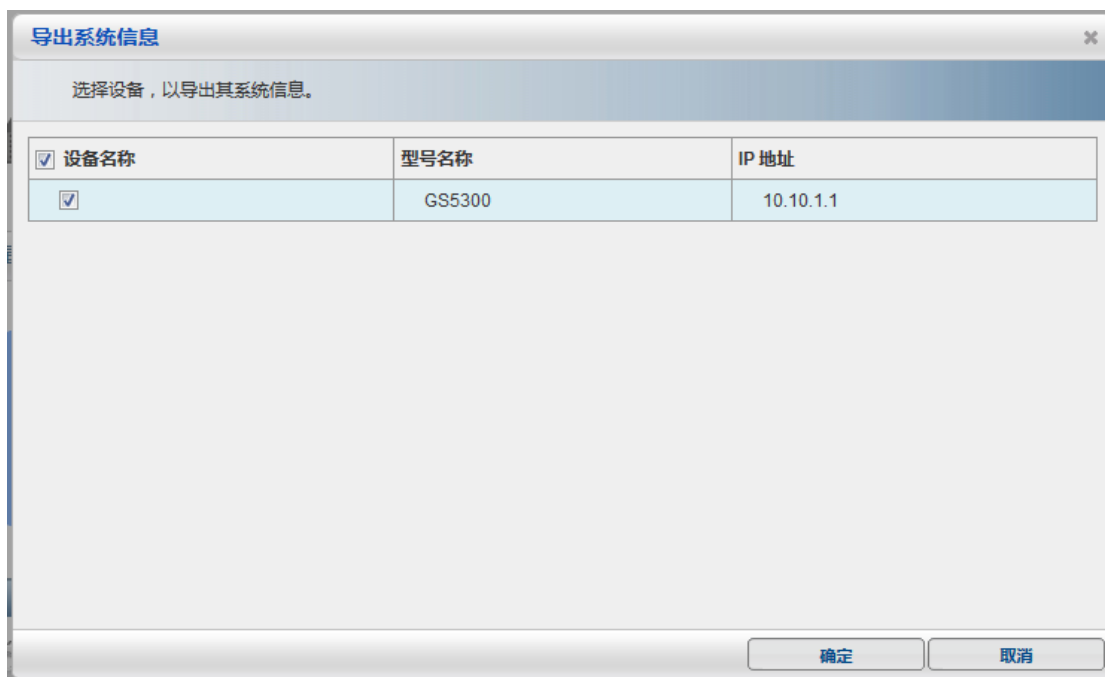 导出系统信息
选择设备，以导出其系统信息。
设备名称 型号名称 IP 地址
GS5300 10.10.1.1
确定 取消